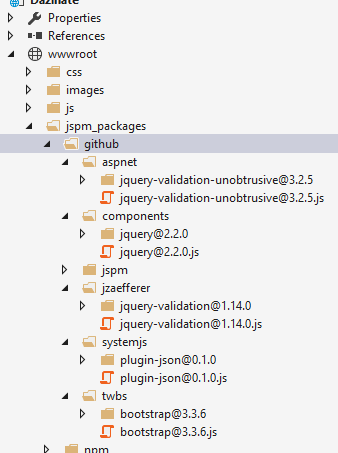 Dazinate
Properties
References
wwwroot
css
images
js
jspm_packages
github
aspnet
jquery-validation-unobtrusive@3.2.5
jquery-validation-unobtrusive@3.2.5.js
components
jquery@2.2.0
jquery@2.2.0.js
jspm
jzaefferer
jquery-validation@1.14.0
jquery-validation@1.14.0.js
systemjs
plugin-json@0.1.0
plugin-json@0.1.0.js
twbs
bootstrap@3.3.6
bootstrap@3.3.6.js
npm